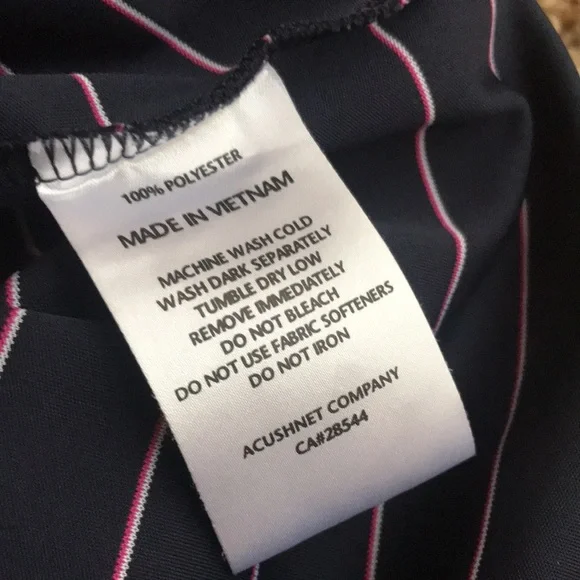 100% POLYESTER
MADE IN VIETNAM
MACHINE WASH COLD
WASH DARK SEPARATELY
TUMBLE DRY LOW
REMOVE IMMEDIATELY
DO NOT BLEACH
DO NOT USE FABRIC SOFTENERS
DO NOT IRON
ACUSHNET COMPANY
CA#28544